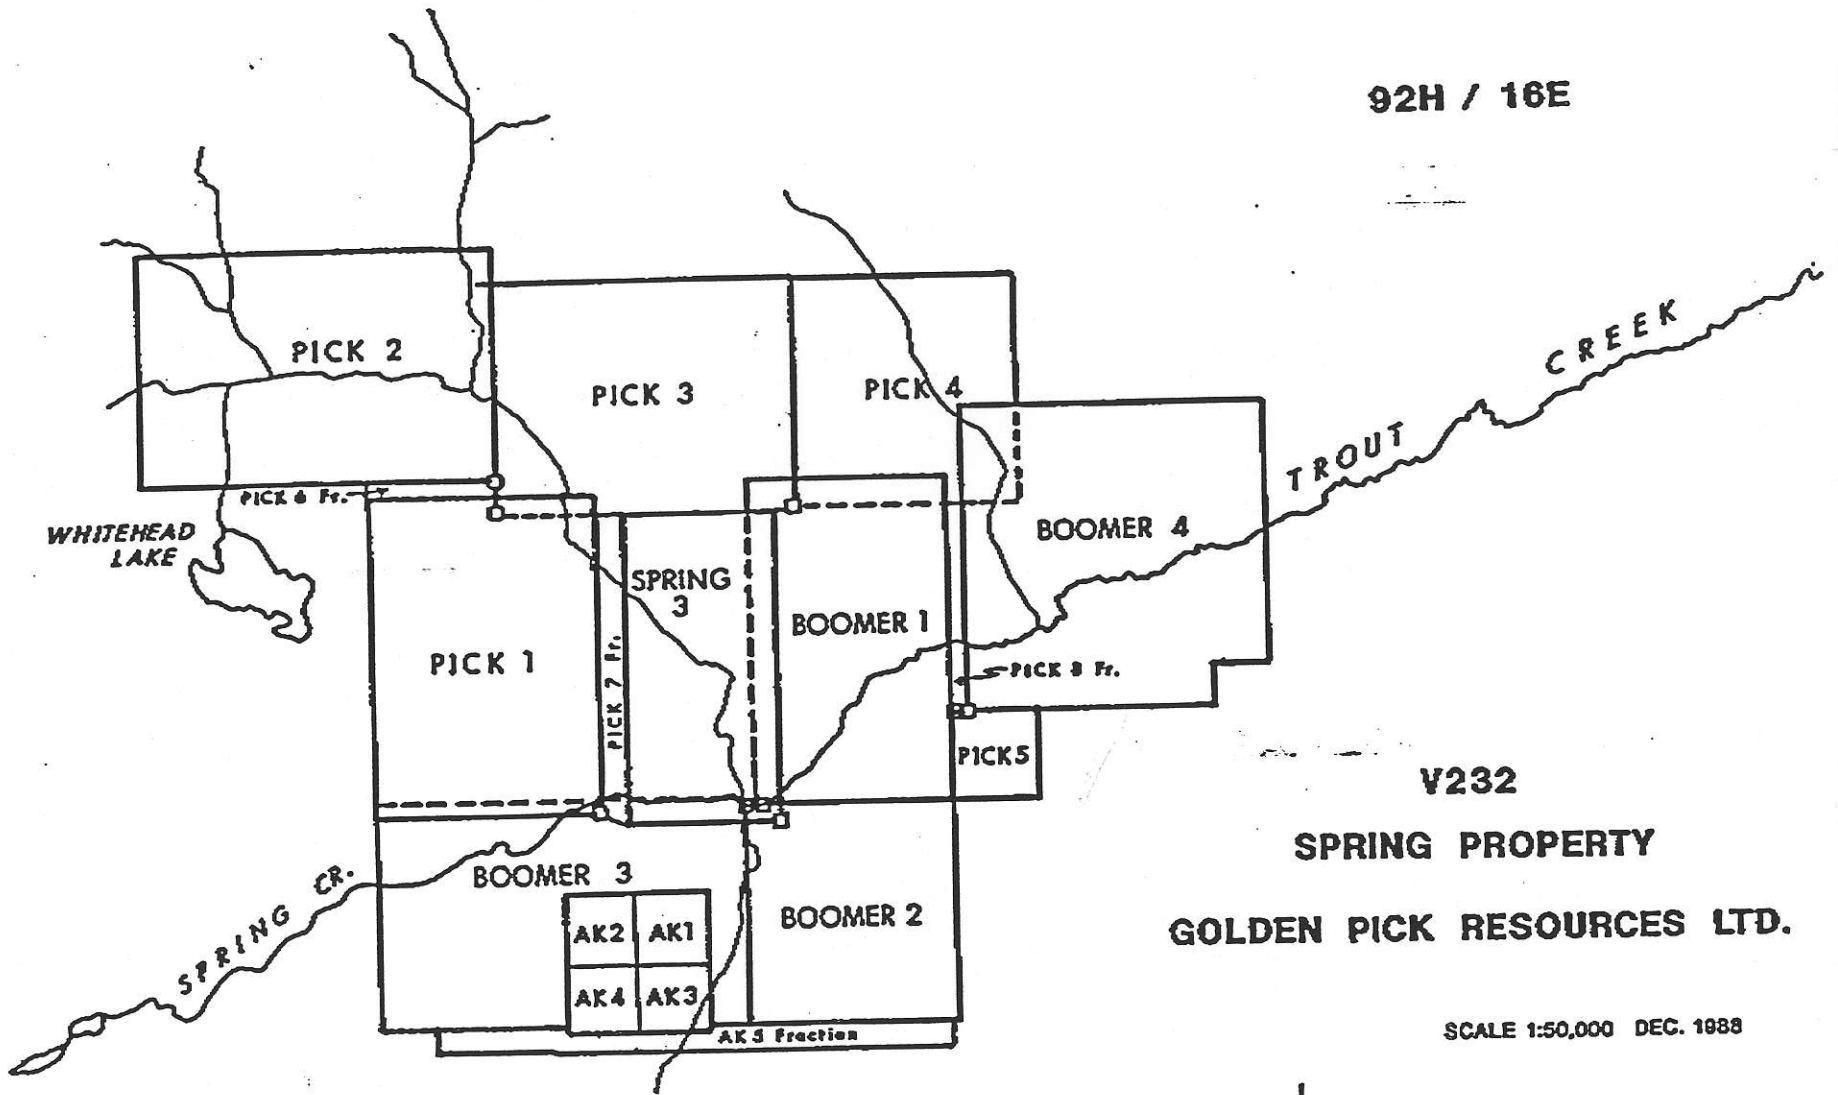 92H / 16E
TROUT CREEK
PICK 2
PICK 3
PICK 4
PICK 6 Fr.
WHITEHEAD
LAKE
BOOMER 4
SPRING
3
BOOMER 1
PICK 1
PICK 7 Fr.
PICK 8 Fr.
PICK 5
V232
SPRING PROPERTY
GOLDEN PICK RESOURCES LTD.
SCALE 1:50,000 DEC. 1988
SPRING CR.
BOOMER 3
BOOMER 2
AK2 AK1
AK4 AK3
AK 5 Fraction